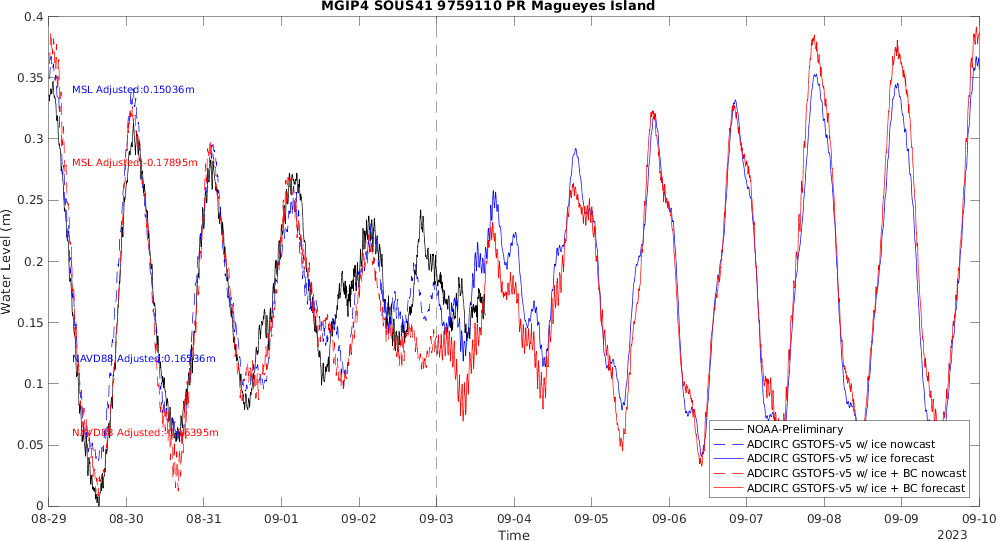 MGIP4 SOUS41 9759110 PR Magueyes Island
0.4
0.35
0.3
0.25
0.2
0.15
0.1
0.05
0
Water Level (m)
MSL Adjusted:0.15036m
MSL Adjusted:-0.17895m
NAVD88 Adjusted:0.16536m
NAVD88 Adjusted:-0.16395m
NOAA-Preliminary
ADCIRC GSTOFS-v5 w/ ice nowcast
ADCIRC GSTOFS-v5 w/ ice forecast
ADCIRC GSTOFS-v5 w/ ice + BC nowcast
ADCIRC GSTOFS-v5 w/ ice + BC forecast
08-29 08-30 08-31 09-01 09-02 09-03 09-04 09-05 09-06 09-07 09-08 09-09 09-10
Time
2023